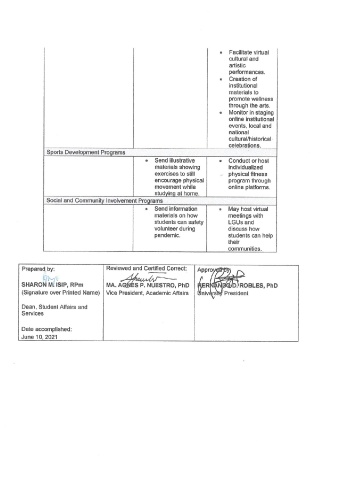 • Facilitate virtual
cultural and
artistic
performances.
• Creation of
institutional
materials to
promote wellness
through the arts.
• Monitor in staging
online institutional
events, local and
national
cultural/historical
celebrations.
Sports Development Programs
• Send illustrative
materials showing
exercises to still
encourage physical
movement while
studying at home.
• Conduct or host
individualized
physical fitness
program through
online platforms.
Social and Community Involvement Programs
• Send information
materials on how
students can safely
volunteer during
pandemic.
• May host virtual
meetings with
LGUs and
discuss how
students can help
their
communities.
Prepared by:
SHARON M. ISIP, RPm
(Signature over Printed Name)
Dean, Student Affairs and
Services
Date accomplished:
June 10, 2021
Reviewed and Certified Correct:
MA. AGNES P. NUESTRO, PhD
Vice President, Academic Affairs
Approved by
ROBLES, PhD
University President